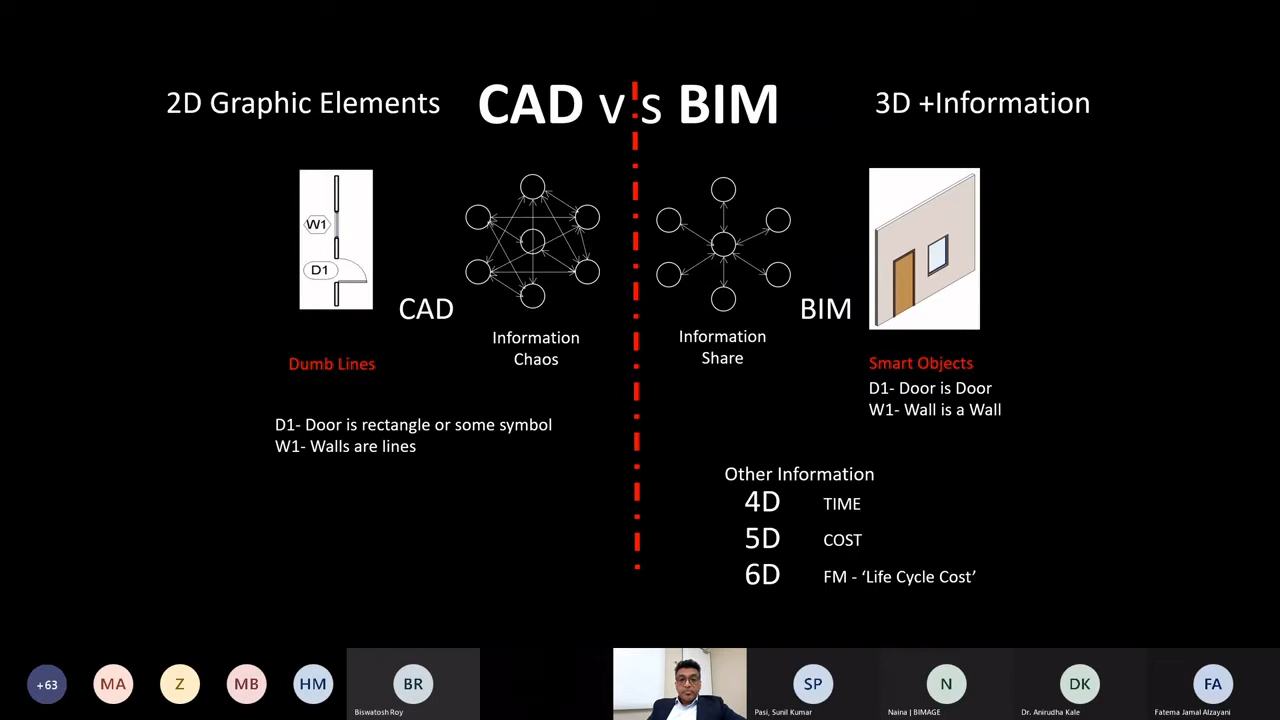 2D Graphic Elements
CAD vs BIM
3D +Information
W1
D1
CAD
Information
Chaos
Dumb Lines
D1- Door is rectangle or some symbol
W1- Walls are lines
Information
Share
BIM
Smart Objects
D1- Door is Door
W1- Wall is a Wall
Other Information
4D TIME
5D COST
6D FM - ‘Life Cycle Cost’
+63
MA
Z
MB
HM
BR
Biswatosh Roy
SP
Pasi, Sunil Kumar
N
Naina | BIMAGE
DK
Dr. Anirudha Kale
FA
Fatema Jamal Alzayani